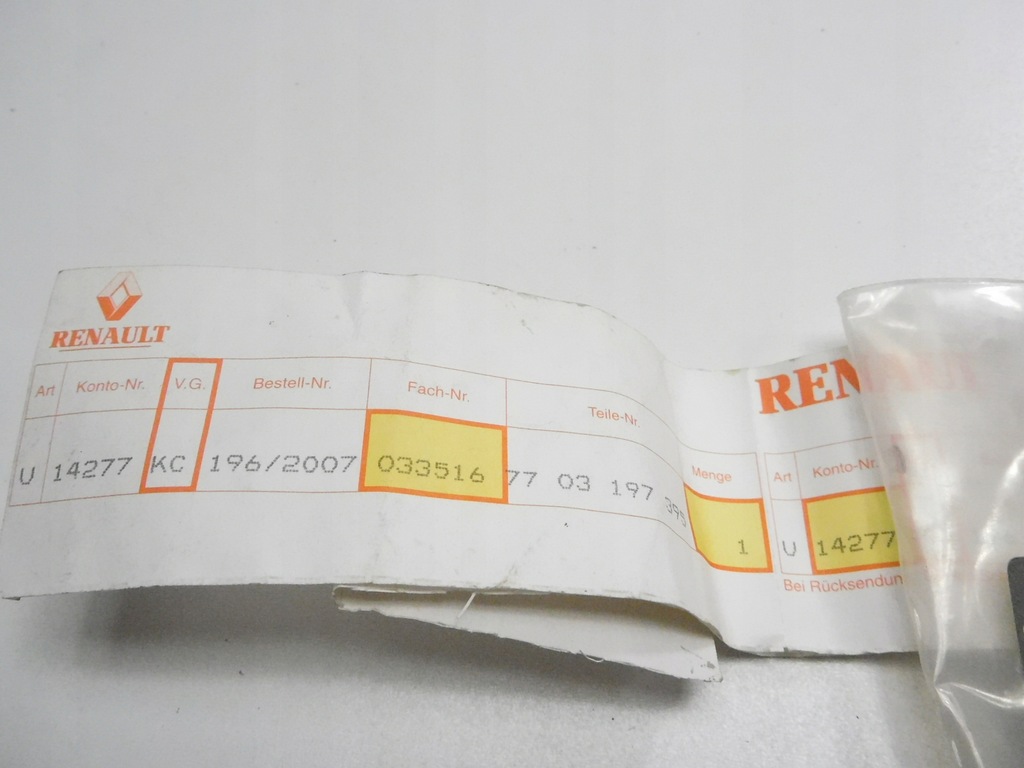 RENAULT
Art Konto-Nr. V.G. Bestell-Nr. Fach-Nr. Teile-Nr. Menge
U 14277 KC 196/2007 033516 77 03 197 395 1
REN
Art Konto-Nr.
U 14277
Bei Rücksendun